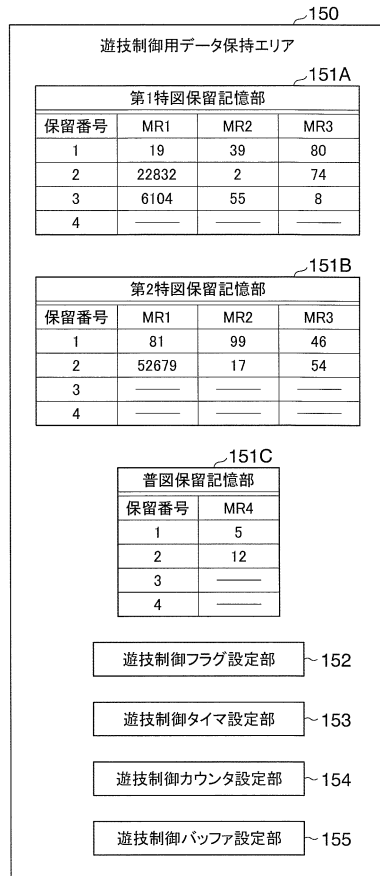 150
遊技制御用データ保持エリア
151A
第1特図保留記憶部
保留番号 MR1 MR2 MR3
1 19 39 80
2 22832 2 74
3 6104 55 8
4 ―― ―― ――
151B
第2特図保留記憶部
保留番号 MR1 MR2 MR3
1 81 99 46
2 52679 17 54
3 ―― ―― ――
4 ―― ―― ――
151C
普図保留記憶部
保留番号 MR4
1 5
2 12
3 ――
4 ――
遊技制御フラグ設定部 152
遊技制御タイマ設定部 153
遊技制御カウンタ設定部 154
遊技制御バッファ設定部 155